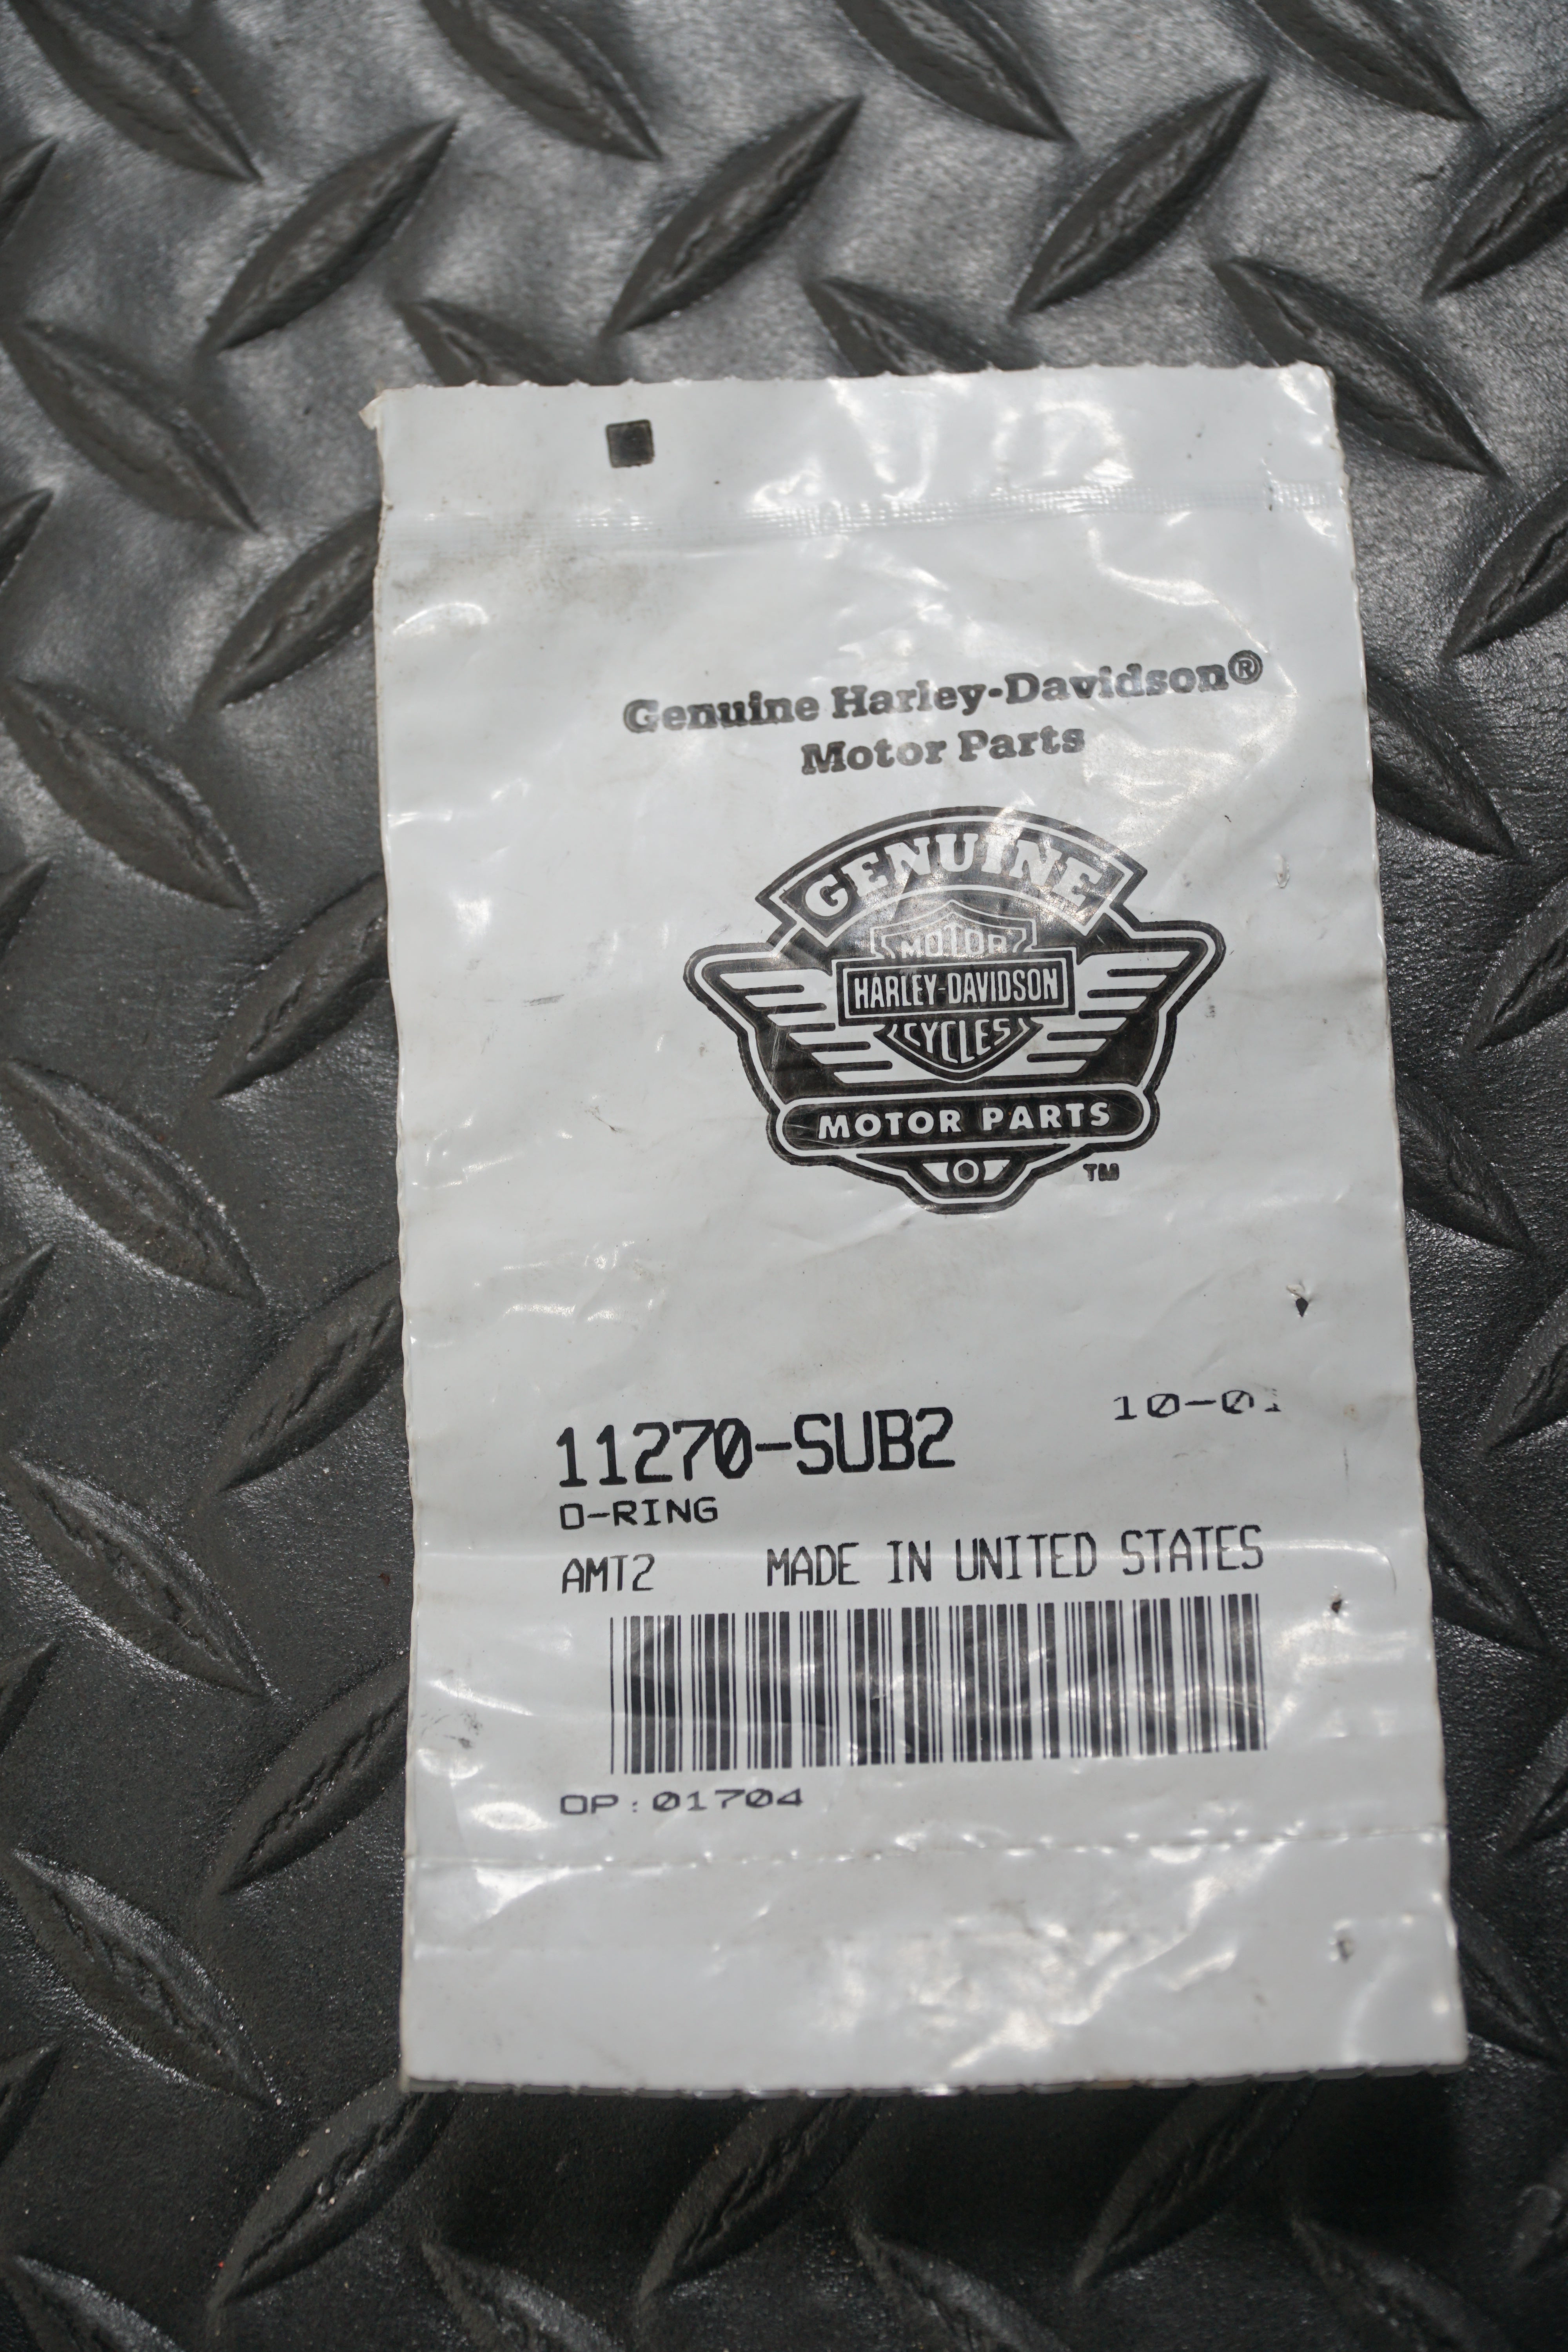 Genuine Harley-Davidson®
Motor Parts
GENUINE
MOTOR
HARLEY-DAVIDSON
CYCLES
MOTOR PARTS
TM
11270-SUB2
O-RING
AMT2 MADE IN UNITED STATES
OP:01704